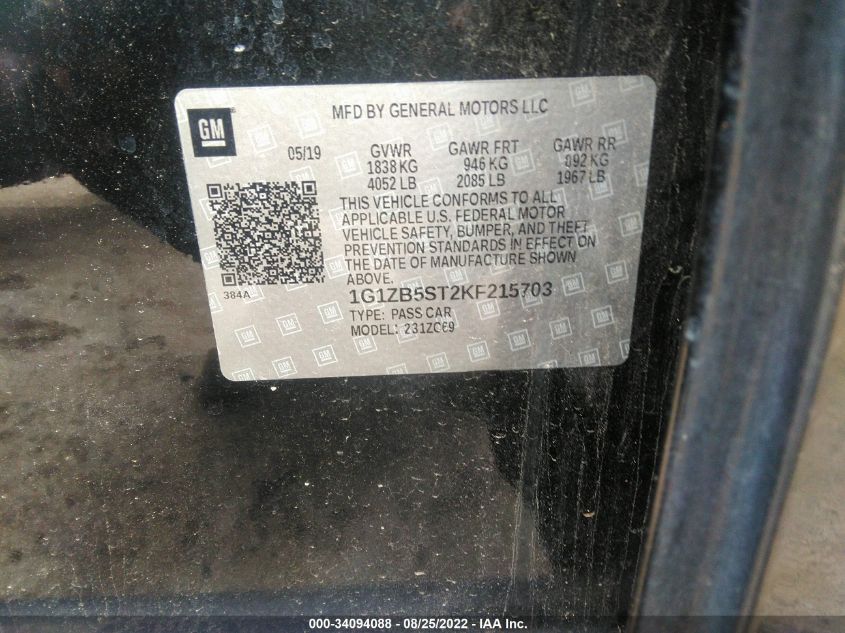 GM
MFD BY GENERAL MOTORS LLC
05/19 GVWR GAWR FRT GAWR RR
1838 KG 946 KG 892 KG
4052 LB 2085 LB 1967 LB
THIS VEHICLE CONFORMS TO ALL
APPLICABLE U.S. FEDERAL MOTOR
VEHICLE SAFETY, BUMPER, AND THEFT
PREVENTION STANDARDS IN EFFECT ON
THE DATE OF MANUFACTURE SHOWN
ABOVE.
384A
1G1ZB5ST2KF215703
TYPE: PASS CAR
MODEL: 231ZC69
000-34094088 - 08/25/2022 - IAA Inc.